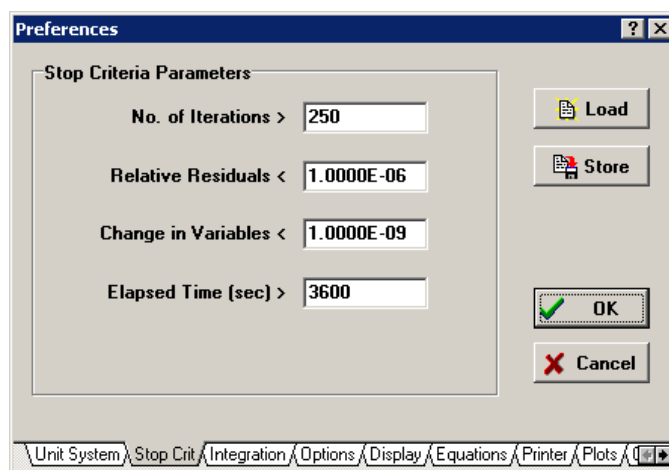 Preferences
Stop Criteria Parameters
No. of Iterations > 250
Relative Residuals < 1.0000E-06
Change in Variables < 1.0000E-09
Elapsed Time (sec) > 3600
Load
Store
OK
Cancel
Unit System Stop Crit Integration Options Display Equations Printer Plots